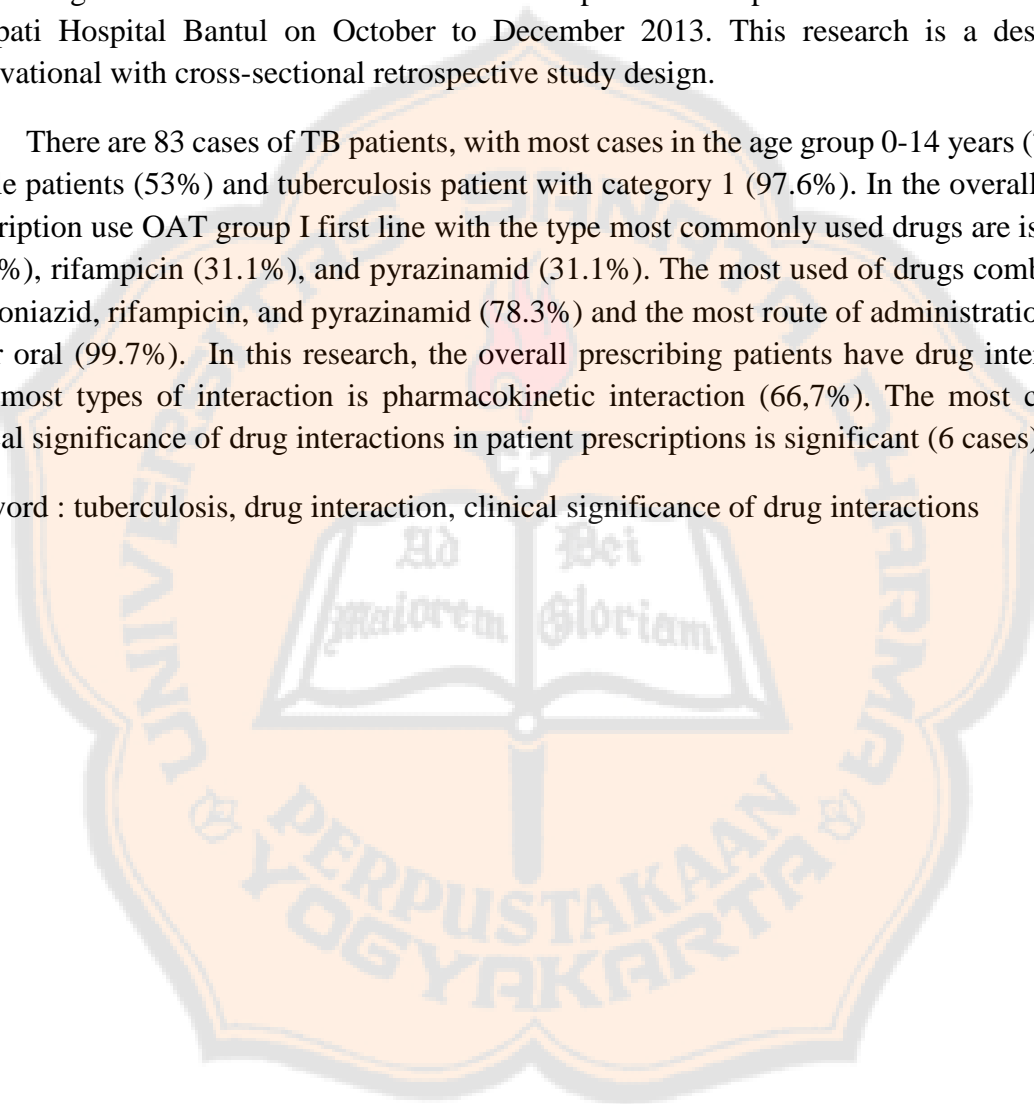 pati Hospital Bantul on October to December 2013. This research is a des
vational with cross-sectional retrospective study design.
There are 83 cases of TB patients, with most cases in the age group 0-14 years (
e patients (53%) and tuberculosis patient with category 1 (97.6%). In the overall
ription use OAT group I first line with the type most commonly used drugs are is
%), rifampicin (31.1%), and pyrazinamid (31.1%). The most used of drugs comb
oniazid, rifampicin, and pyrazinamid (78.3%) and the most route of administratio
r oral (99.7%). In this research, the overall prescribing patients have drug inte
most types of interaction is pharmacokinetic interaction (66,7%). The most c
al significance of drug interactions in patient prescriptions is significant (6 cases)
word : tuberculosis, drug interaction, clinical significance of drug interactions
UNIVERSITAS SANATA DHARMA
Ad Dei
Maiorem Gloriam
PERPUSTAKAAN
YOGYAKARTA